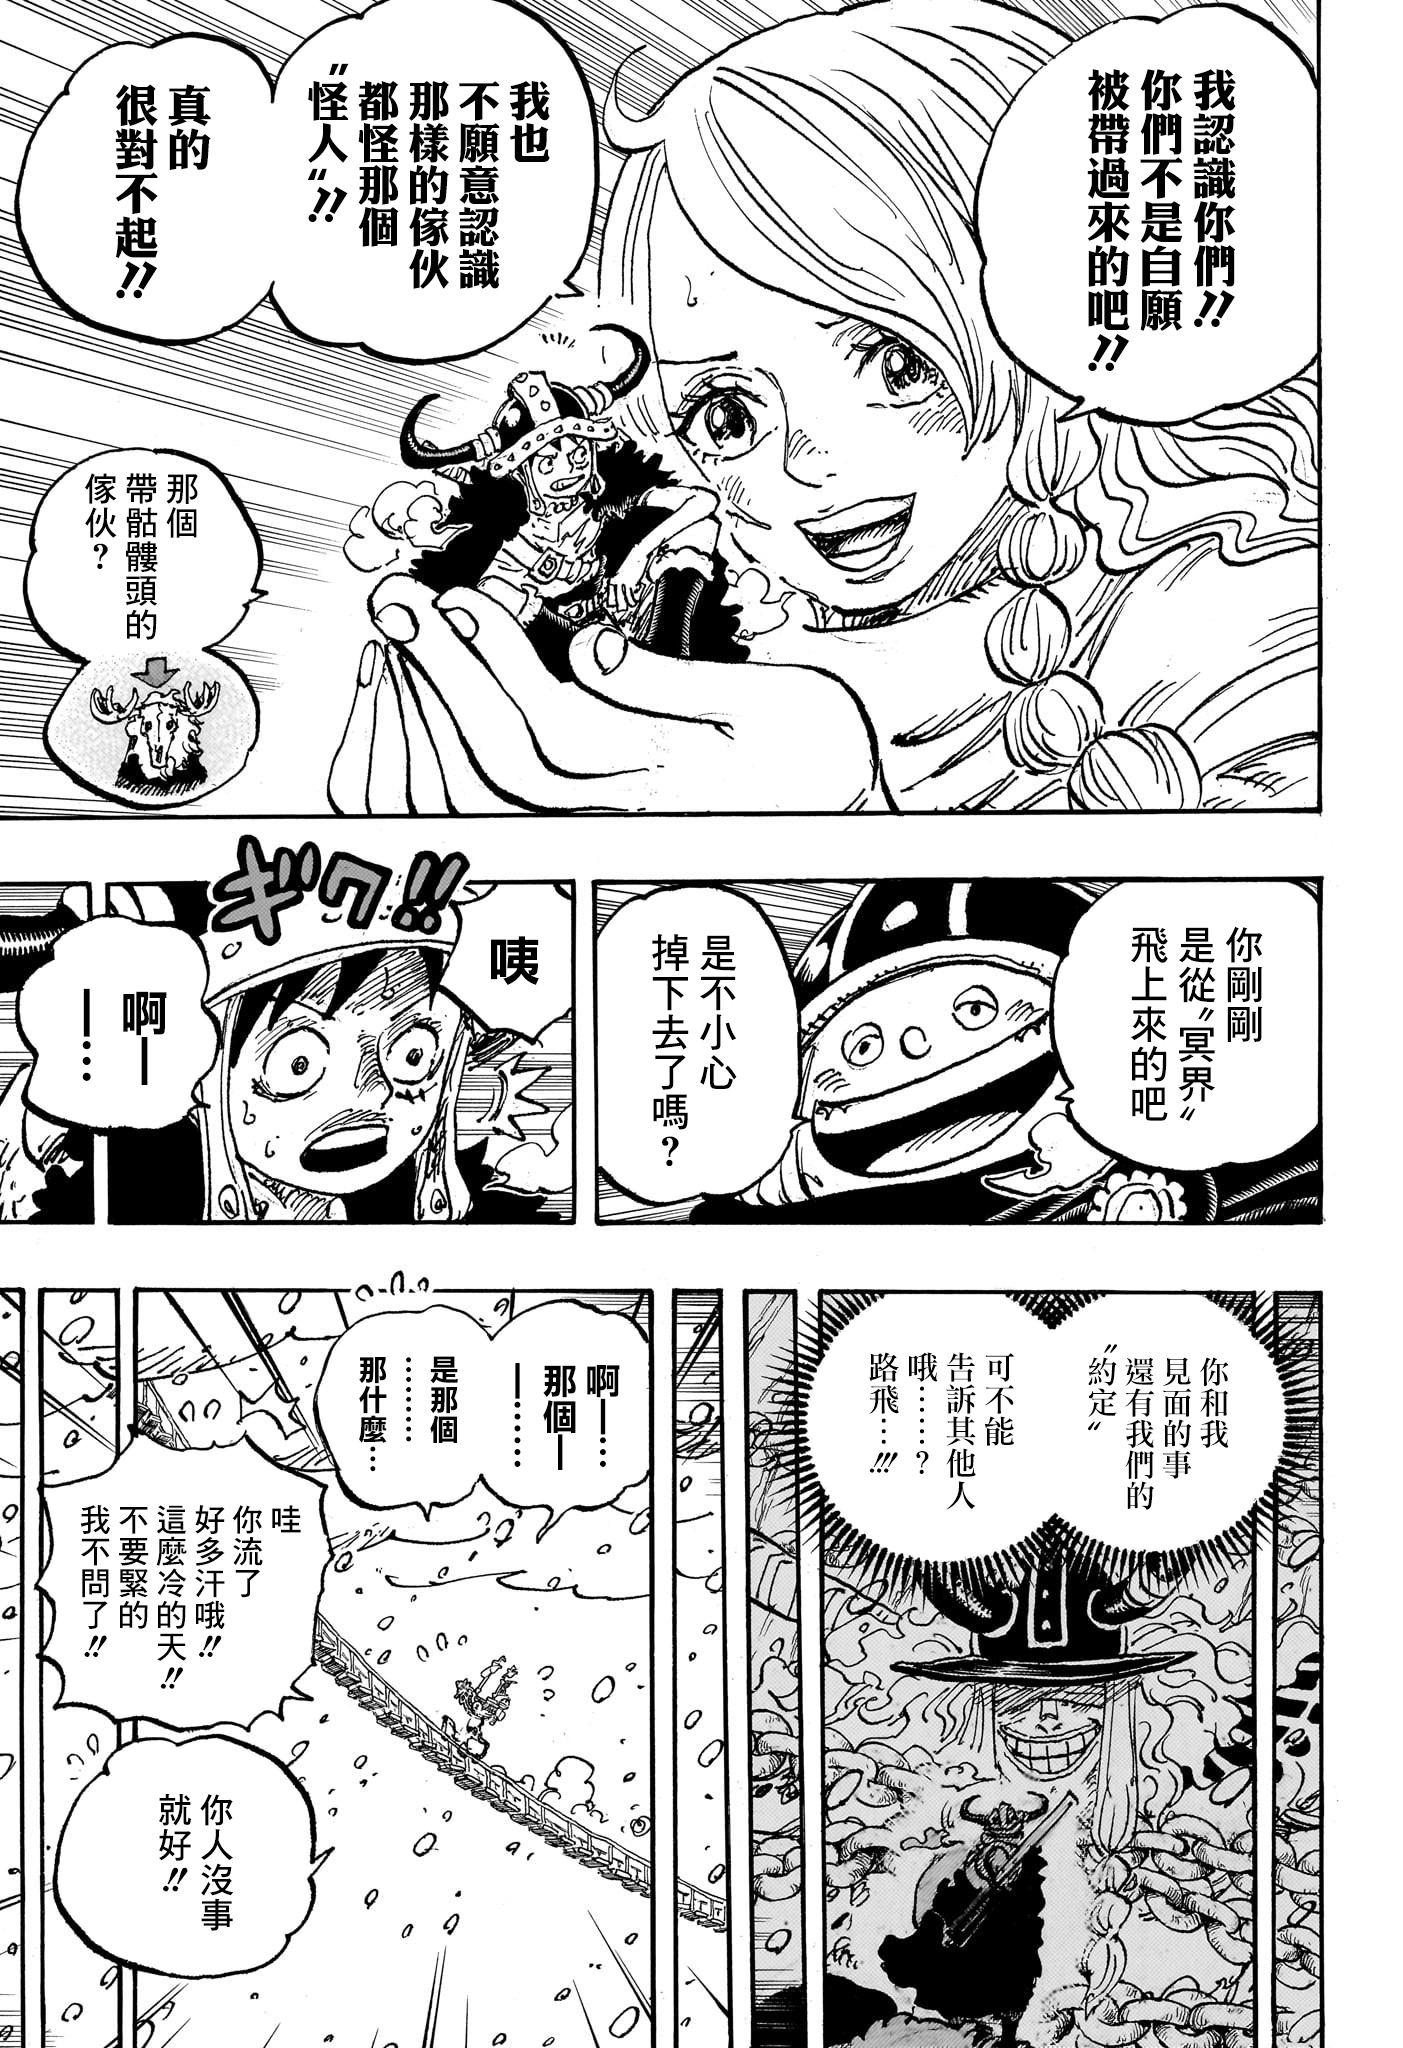 我認識你們!!
你們不是自願
被帶過來的吧!!
我也
不願意認識
那樣的傢伙
都怪那個
“怪人”!!
真的
很對不起!!
那個
帶骷髏頭的
傢伙?
你剛剛
是從“冥界”
飛上來的吧
是不小心
掉下去了嗎?
ギク!!
咦
啊—
—…
你和我
見面的事
還有我們的
“約定”
可不能
告訴其他人
哦……?
路飛…!!!
啊—…
那個—
—……
是那個
………
那什麼…
哇
你流了
好多汗哦!!
這麼冷的天!!
不要緊的
我不問了!!
你人沒事
就好!!